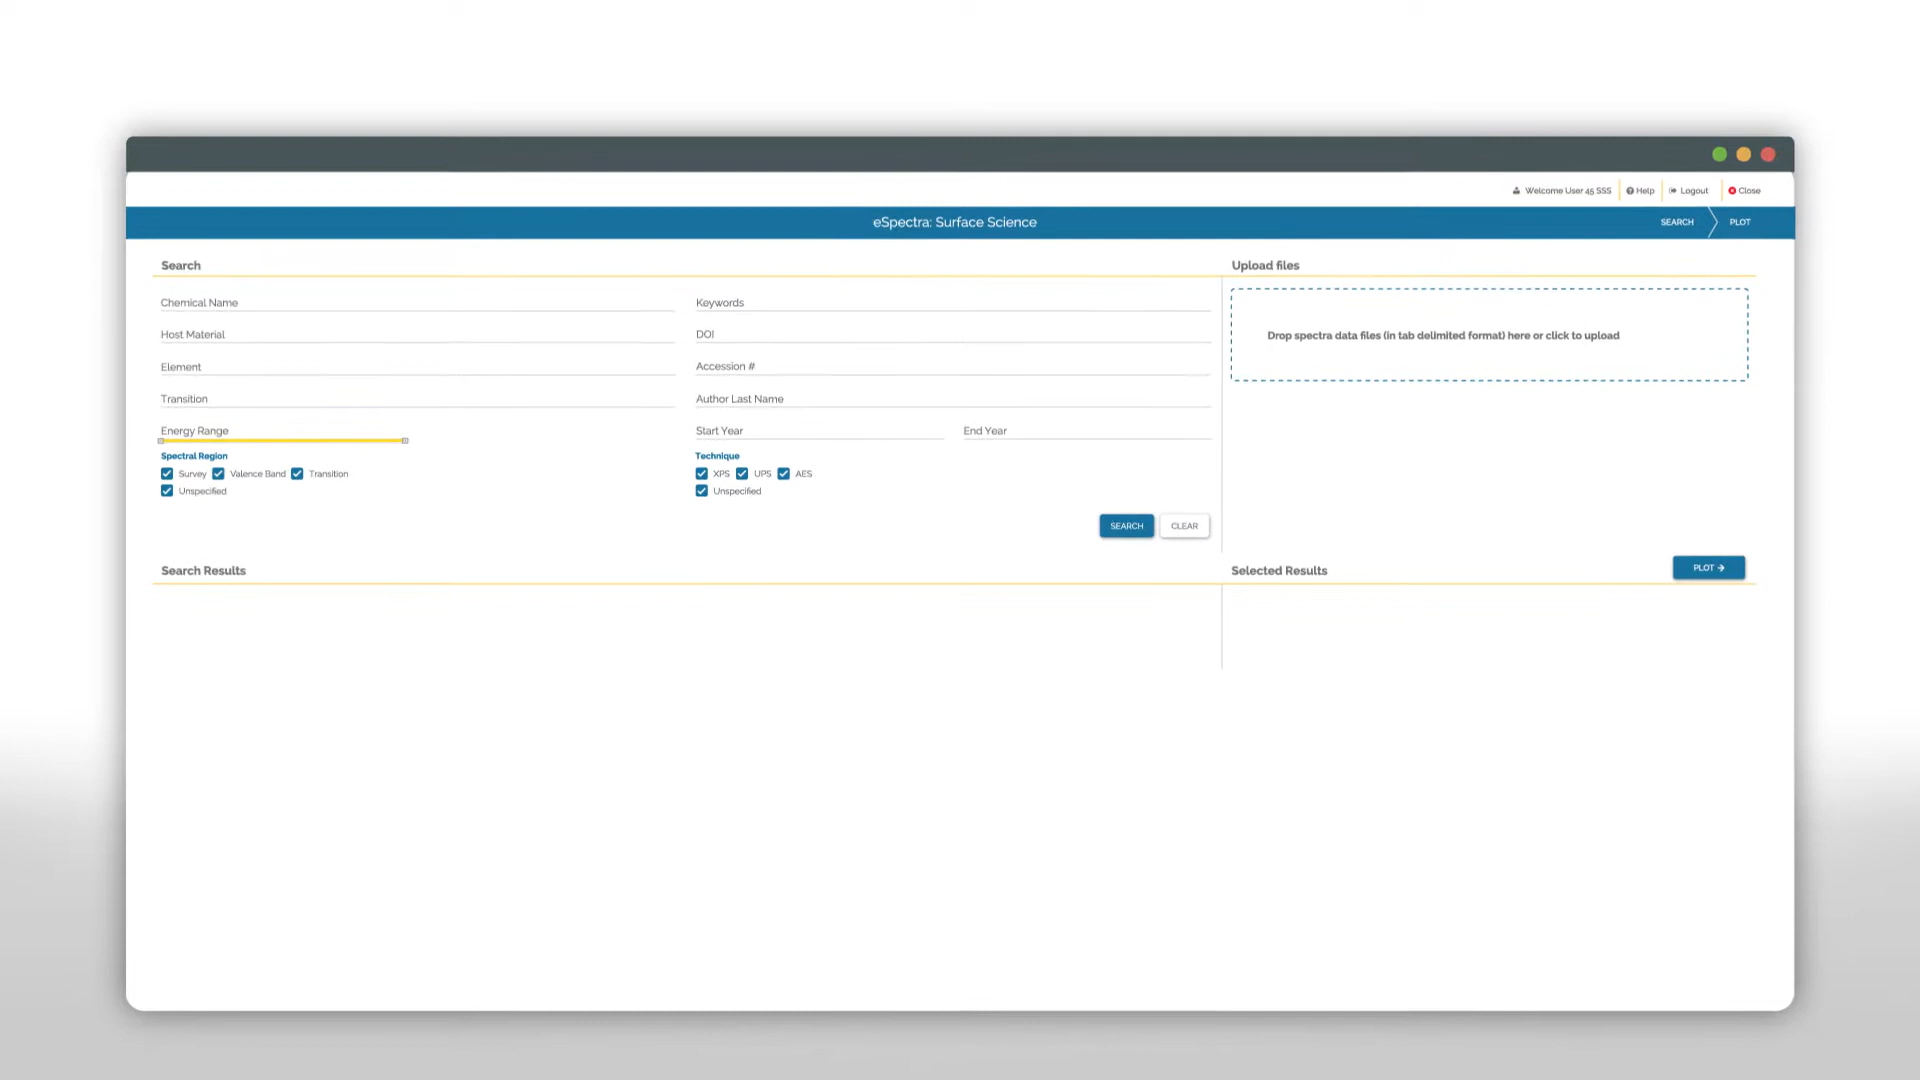 Welcome User 45 SSS Help Logout Close
eSpectra: Surface Science
SEARCH PLOT
Search
Chemical Name
Keywords
Host Material
DOI
Element
Accession #
Transition
Author Last Name
Energy Range
Start Year
End Year
Spectral Region
Survey Valence Band Transition
Unspecified
Technique
XPS UPS AES
Unspecified
SEARCH CLEAR
Upload files
Drop spectra data files (in tab delimited format) here or click to upload
Search Results
Selected Results
PLOT →